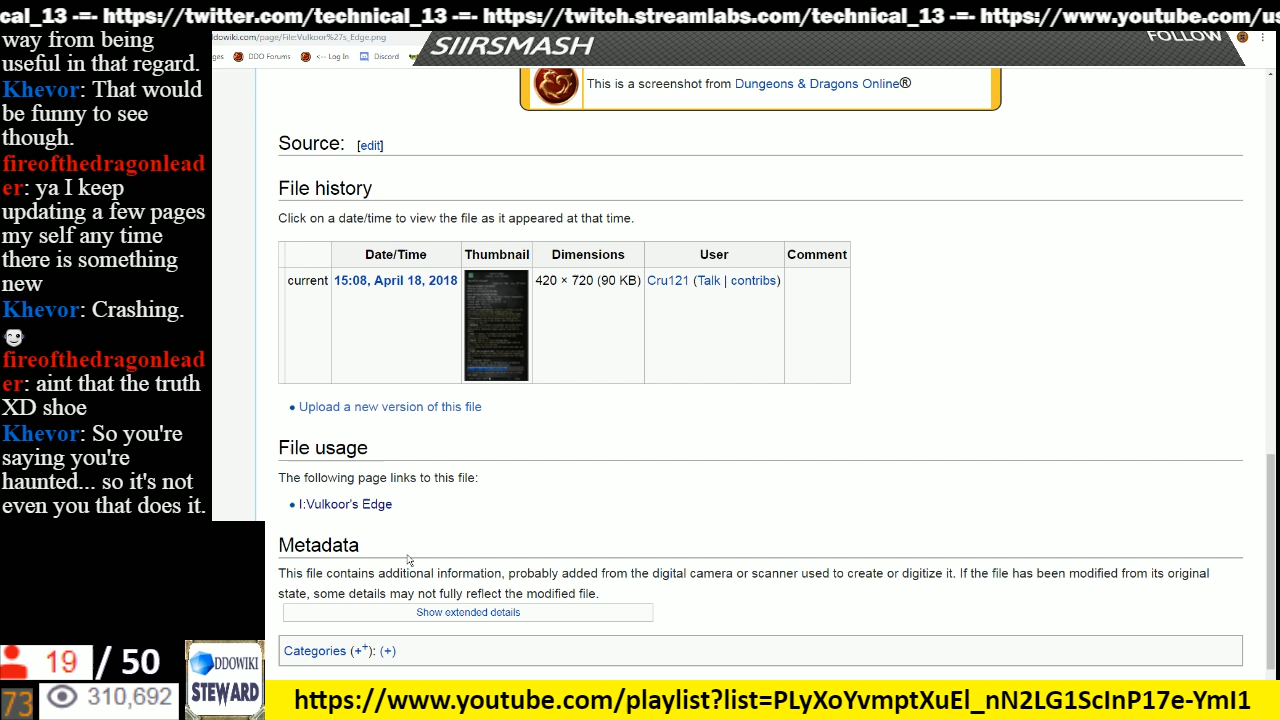 cal_13 -=- https://twitter.com/technical_13 -=- https://twitch.streamlabs.com/technical_13 -=- https://www.youtube.com/us
way from being
useful in that regard.
Khevor: That would
be funny to see
though.
fireofthedragonlead
er: ya I keep
updating a few pages
my self any time
there is something
new
Khevor: Crashing.
fireofthedragonlead
er: aint that the truth
XD shoe
Khevor: So you're
saying you're
haunted... so it's not
even you that does it.
ddowiki.com/page/File:Vulkoor%27s_Edge.png
SIIRSMASH
FOLLOW
ges DDO Forums <-- Log In Discord
This is a screenshot from Dungeons & Dragons Online®
Source: [edit]
File history
Click on a date/time to view the file as it appeared at that time.
Date/Time Thumbnail Dimensions User Comment
current 15:08, April 18, 2018 420 × 720 (90 KB) Cru121 (Talk | contribs)
Upload a new version of this file
File usage
The following page links to this file:
I:Vulkoor's Edge
Metadata
This file contains additional information, probably added from the digital camera or scanner used to create or digitize it. If the file has been modified from its original
state, some details may not fully reflect the modified file.
Show extended details
Categories (+⁺): (+)
19 / 50
73 310,692
DDOWIKI
STEWARD
https://www.youtube.com/playlist?list=PLyXoYvmptXuEl_nN2LG1ScInP17e-YmI1